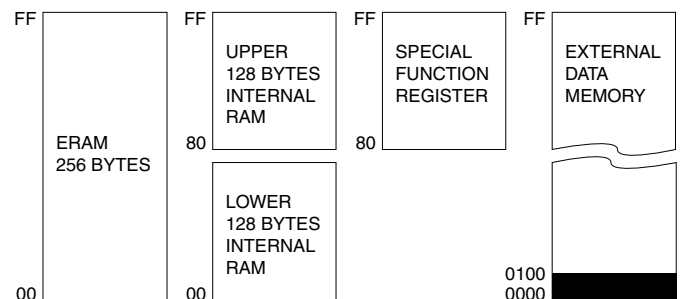 FF
ERAM
256 BYTES
00
FF
UPPER
128 BYTES
INTERNAL
RAM
80
LOWER
128 BYTES
INTERNAL
RAM
00
FF
SPECIAL
FUNCTION
REGISTER
80
FF
EXTERNAL
DATA
MEMORY
0100
0000